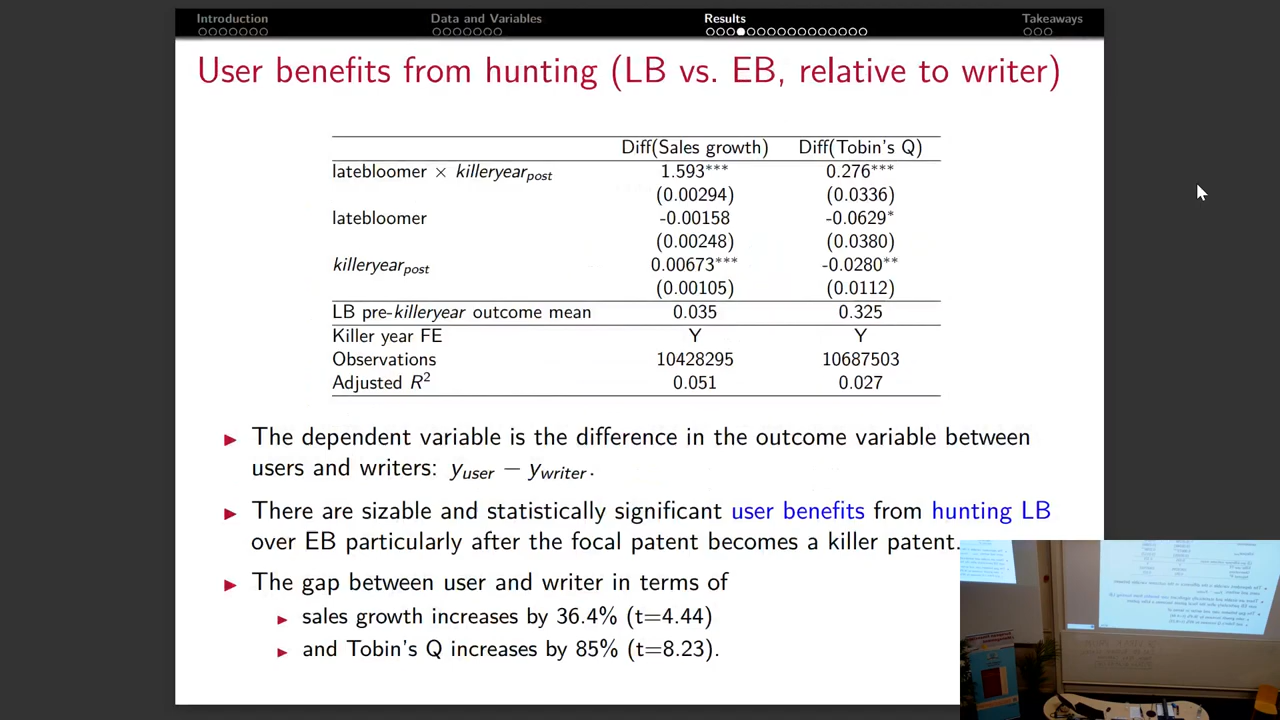 Introduction Data and Variables Results Takeaways
User benefits from hunting (LB vs. EB, relative to writer)
Diff(Sales growth) Diff(Tobin's Q)
latebloomer × killeryear_post 1.593*** 0.276***
(0.00294) (0.0336)
latebloomer -0.00158 -0.0629*
(0.00248) (0.0380)
killeryear_post 0.00673*** -0.0280**
(0.00105) (0.0112)
LB pre-killeryear outcome mean 0.035 0.325
Killer year FE Y Y
Observations 10428295 10687503
Adjusted R² 0.051 0.027
▶ The dependent variable is the difference in the outcome variable between
users and writers: y_user − y_writer.
▶ There are sizable and statistically significant user benefits from hunting LB
over EB particularly after the focal patent becomes a killer patent.
▶ The gap between user and writer in terms of
▶ sales growth increases by 36.4% (t=4.44)
▶ and Tobin's Q increases by 85% (t=8.23).